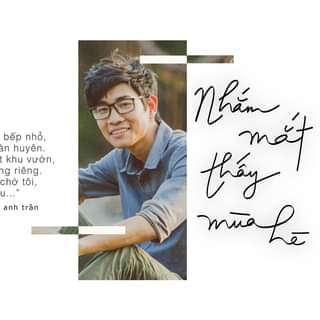 bếp nhỏ,
ần huyên.
t khu vườn,
ng riêng.
chờ tôi,
u..."
anh trần
Nhắm
mắt
thấy
mùa hè